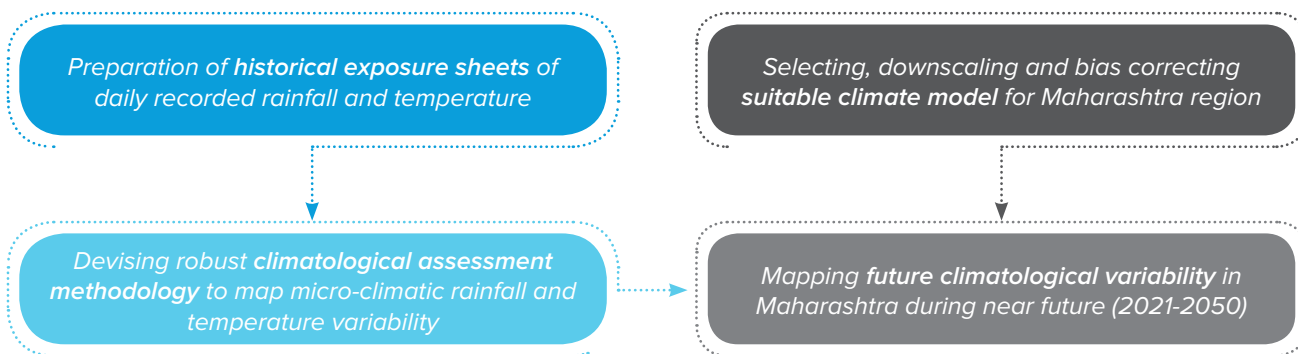 Preparation of historical exposure sheets of
daily recorded rainfall and temperature
Selecting, downscaling and bias correcting
suitable climate model for Maharashtra region
Devising robust climatological assessment
methodology to map micro-climatic rainfall and
temperature variability
Mapping future climatological variability in
Maharashtra during near future (2021-2050)